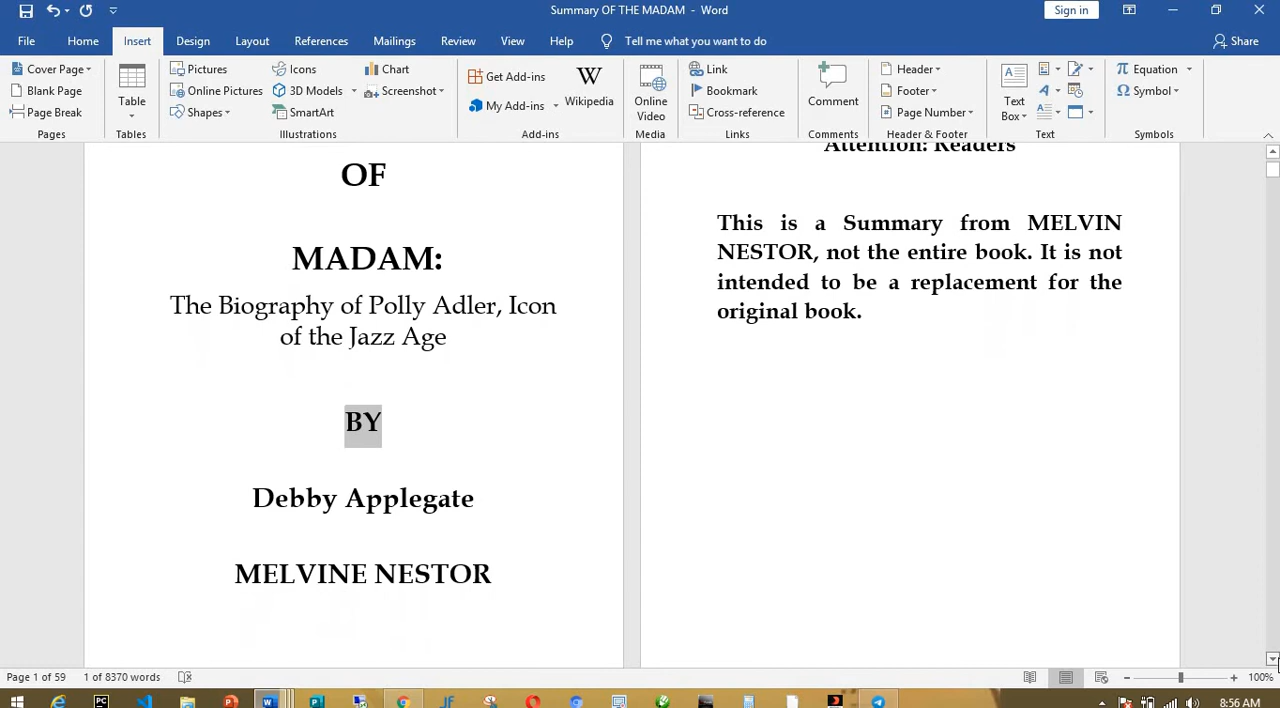 Summary OF THE MADAM - Word
Sign in
File Home Insert Design Layout References Mailings Review View Help Tell me what you want to do Share
Cover Page
Blank Page
Page Break
Pages
Table
Tables
Pictures
Online Pictures
Shapes
Icons
3D Models
SmartArt
Chart
Screenshot
Illustrations
Get Add-ins
My Add-ins
W
Wikipedia
Add-ins
Online
Video
Media
Link
Bookmark
Cross-reference
Links
Comment
Comments
Header
Footer
Page Number
Header & Footer
Text
Box
Text
Equation
Symbol
Symbols
OF
MADAM:
The Biography of Polly Adler, Icon
of the Jazz Age
BY
Debby Applegate
MELVINE NESTOR
Attention: Readers
This is a Summary from MELVIN
NESTOR, not the entire book. It is not
intended to be a replacement for the
original book.
Page 1 of 59 1 of 8370 words
100%
8:56 AM